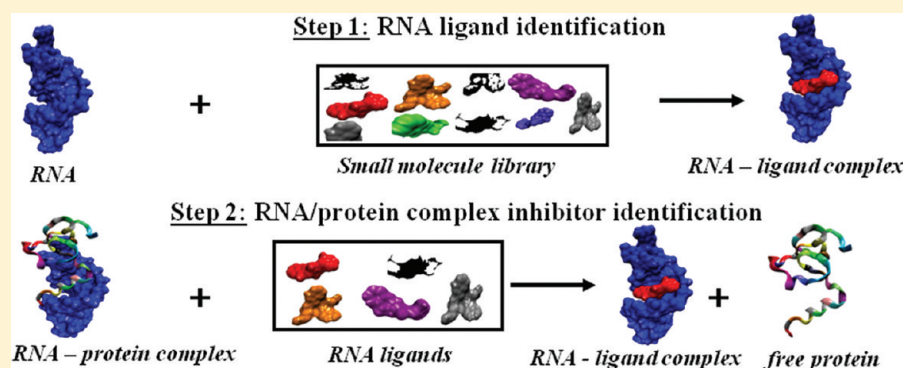 Step 1: RNA ligand identification
+
RNA
Small molecule library
RNA – ligand complex
Step 2: RNA/protein complex inhibitor identification
+
+
RNA – protein complex
RNA ligands
RNA - ligand complex
free protein